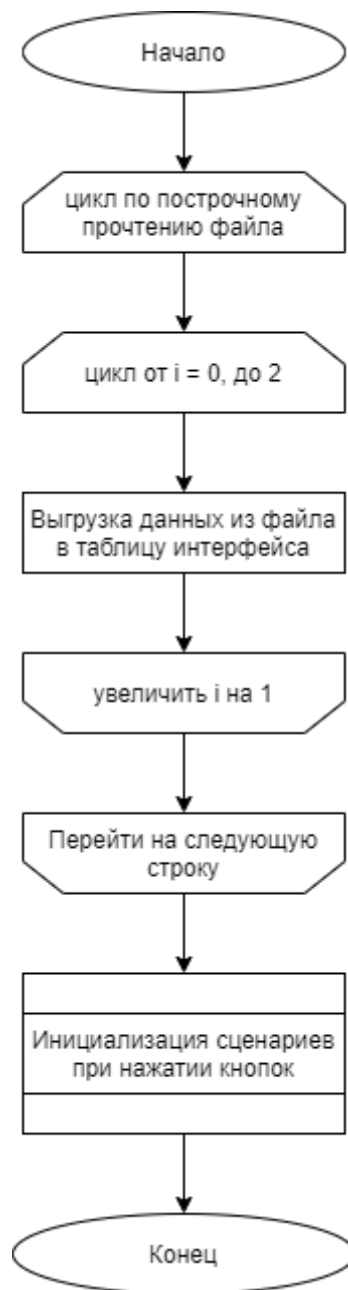 Начало
цикл по построчному
прочтению файла
цикл от i = 0, до 2
Выгрузка данных из файла
в таблицу интерфейса
увеличить i на 1
Перейти на следующую
строку
Инициализация сценариев
при нажатии кнопок
Конец